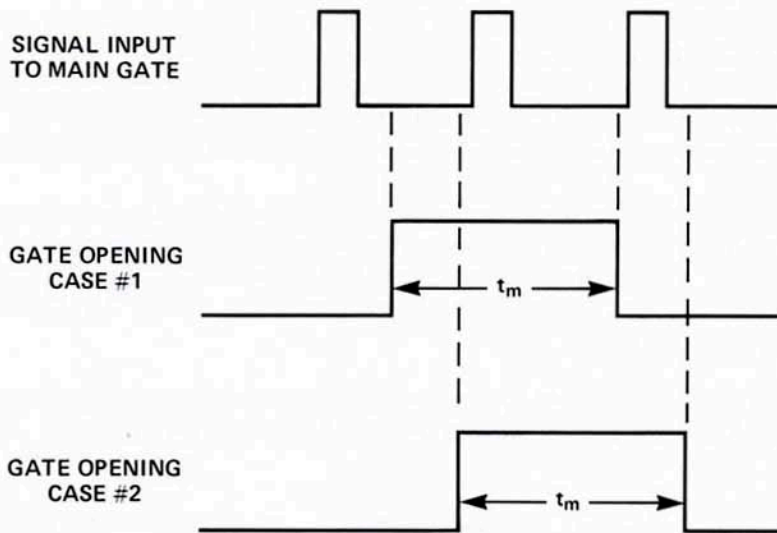 SIGNAL INPUT
TO MAIN GATE
GATE OPENING
CASE #1
tm
GATE OPENING
CASE #2
tm